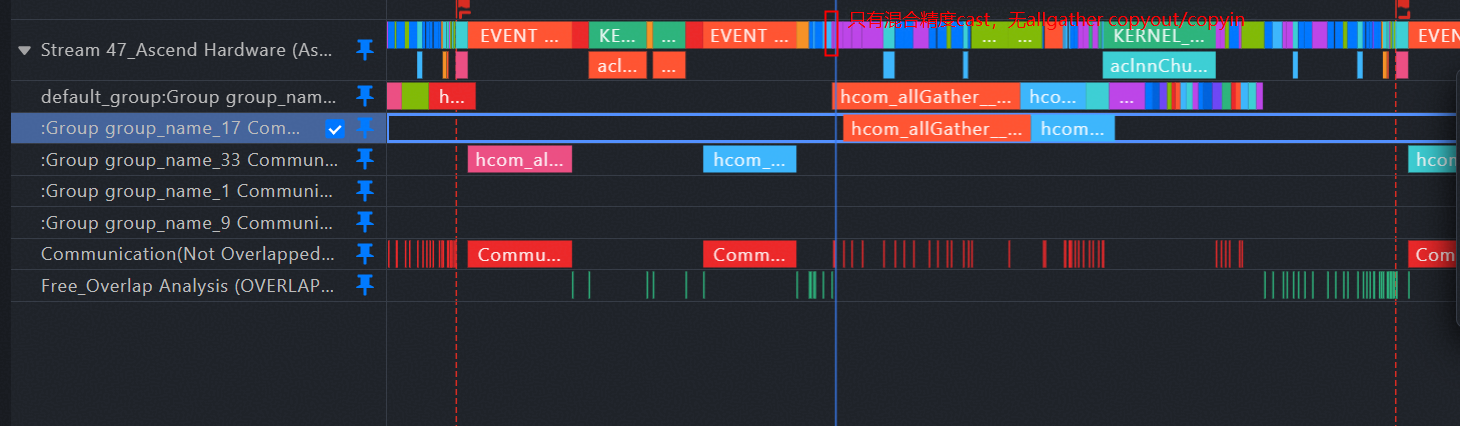 只有混合精度cast，无allgather copyout/copyin
Stream 47_Ascend Hardware (As...
EVENT ... KE... ... EVENT ... ... ... KERNEL_... EVEN
acl... ... aclnnChu...
default_group:Group group_nam...
h... hcom_allGather__... hco... ...
:Group group_name_17 Com...
hcom_allGather__... hcom...
:Group group_name_33 Commun...
hcom_al... hcom_... hcom
:Group group_name_1 Communi...
:Group group_name_9 Communi...
Communication(Not Overlapped...
Commu... Comm... Com
Free_Overlap Analysis (OVERLAP...